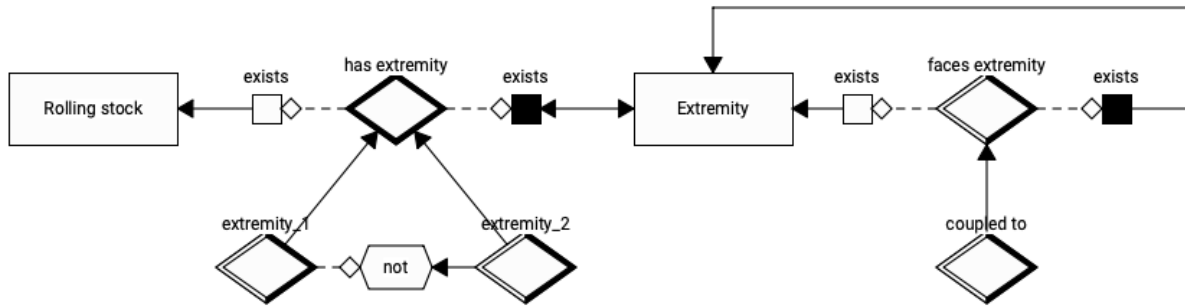 has extremity
faces extremity
exists
exists
exists
exists
Rolling stock
Extremity
extremity_1
extremity_2
coupled to
not